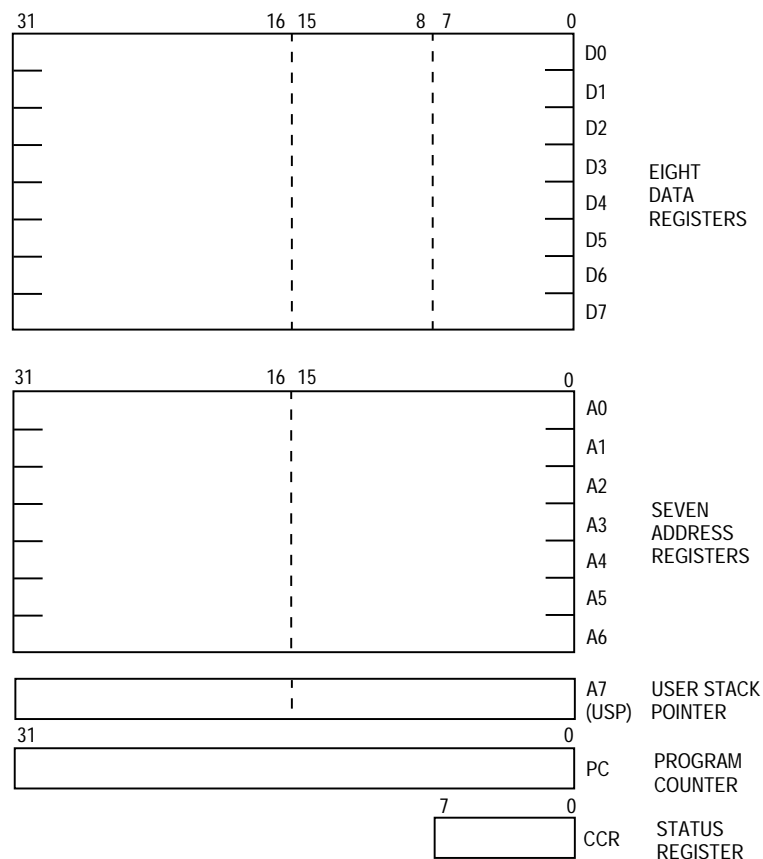 31 16 15 8 7 0
D0
D1
D2
D3
D4
D5
D6
D7
EIGHT
DATA
REGISTERS
31 16 15 0
A0
A1
A2
A3
A4
A5
A6
SEVEN
ADDRESS
REGISTERS
A7
(USP)
USER STACK
POINTER
31 0
PC
PROGRAM
COUNTER
7 0
CCR
STATUS
REGISTER